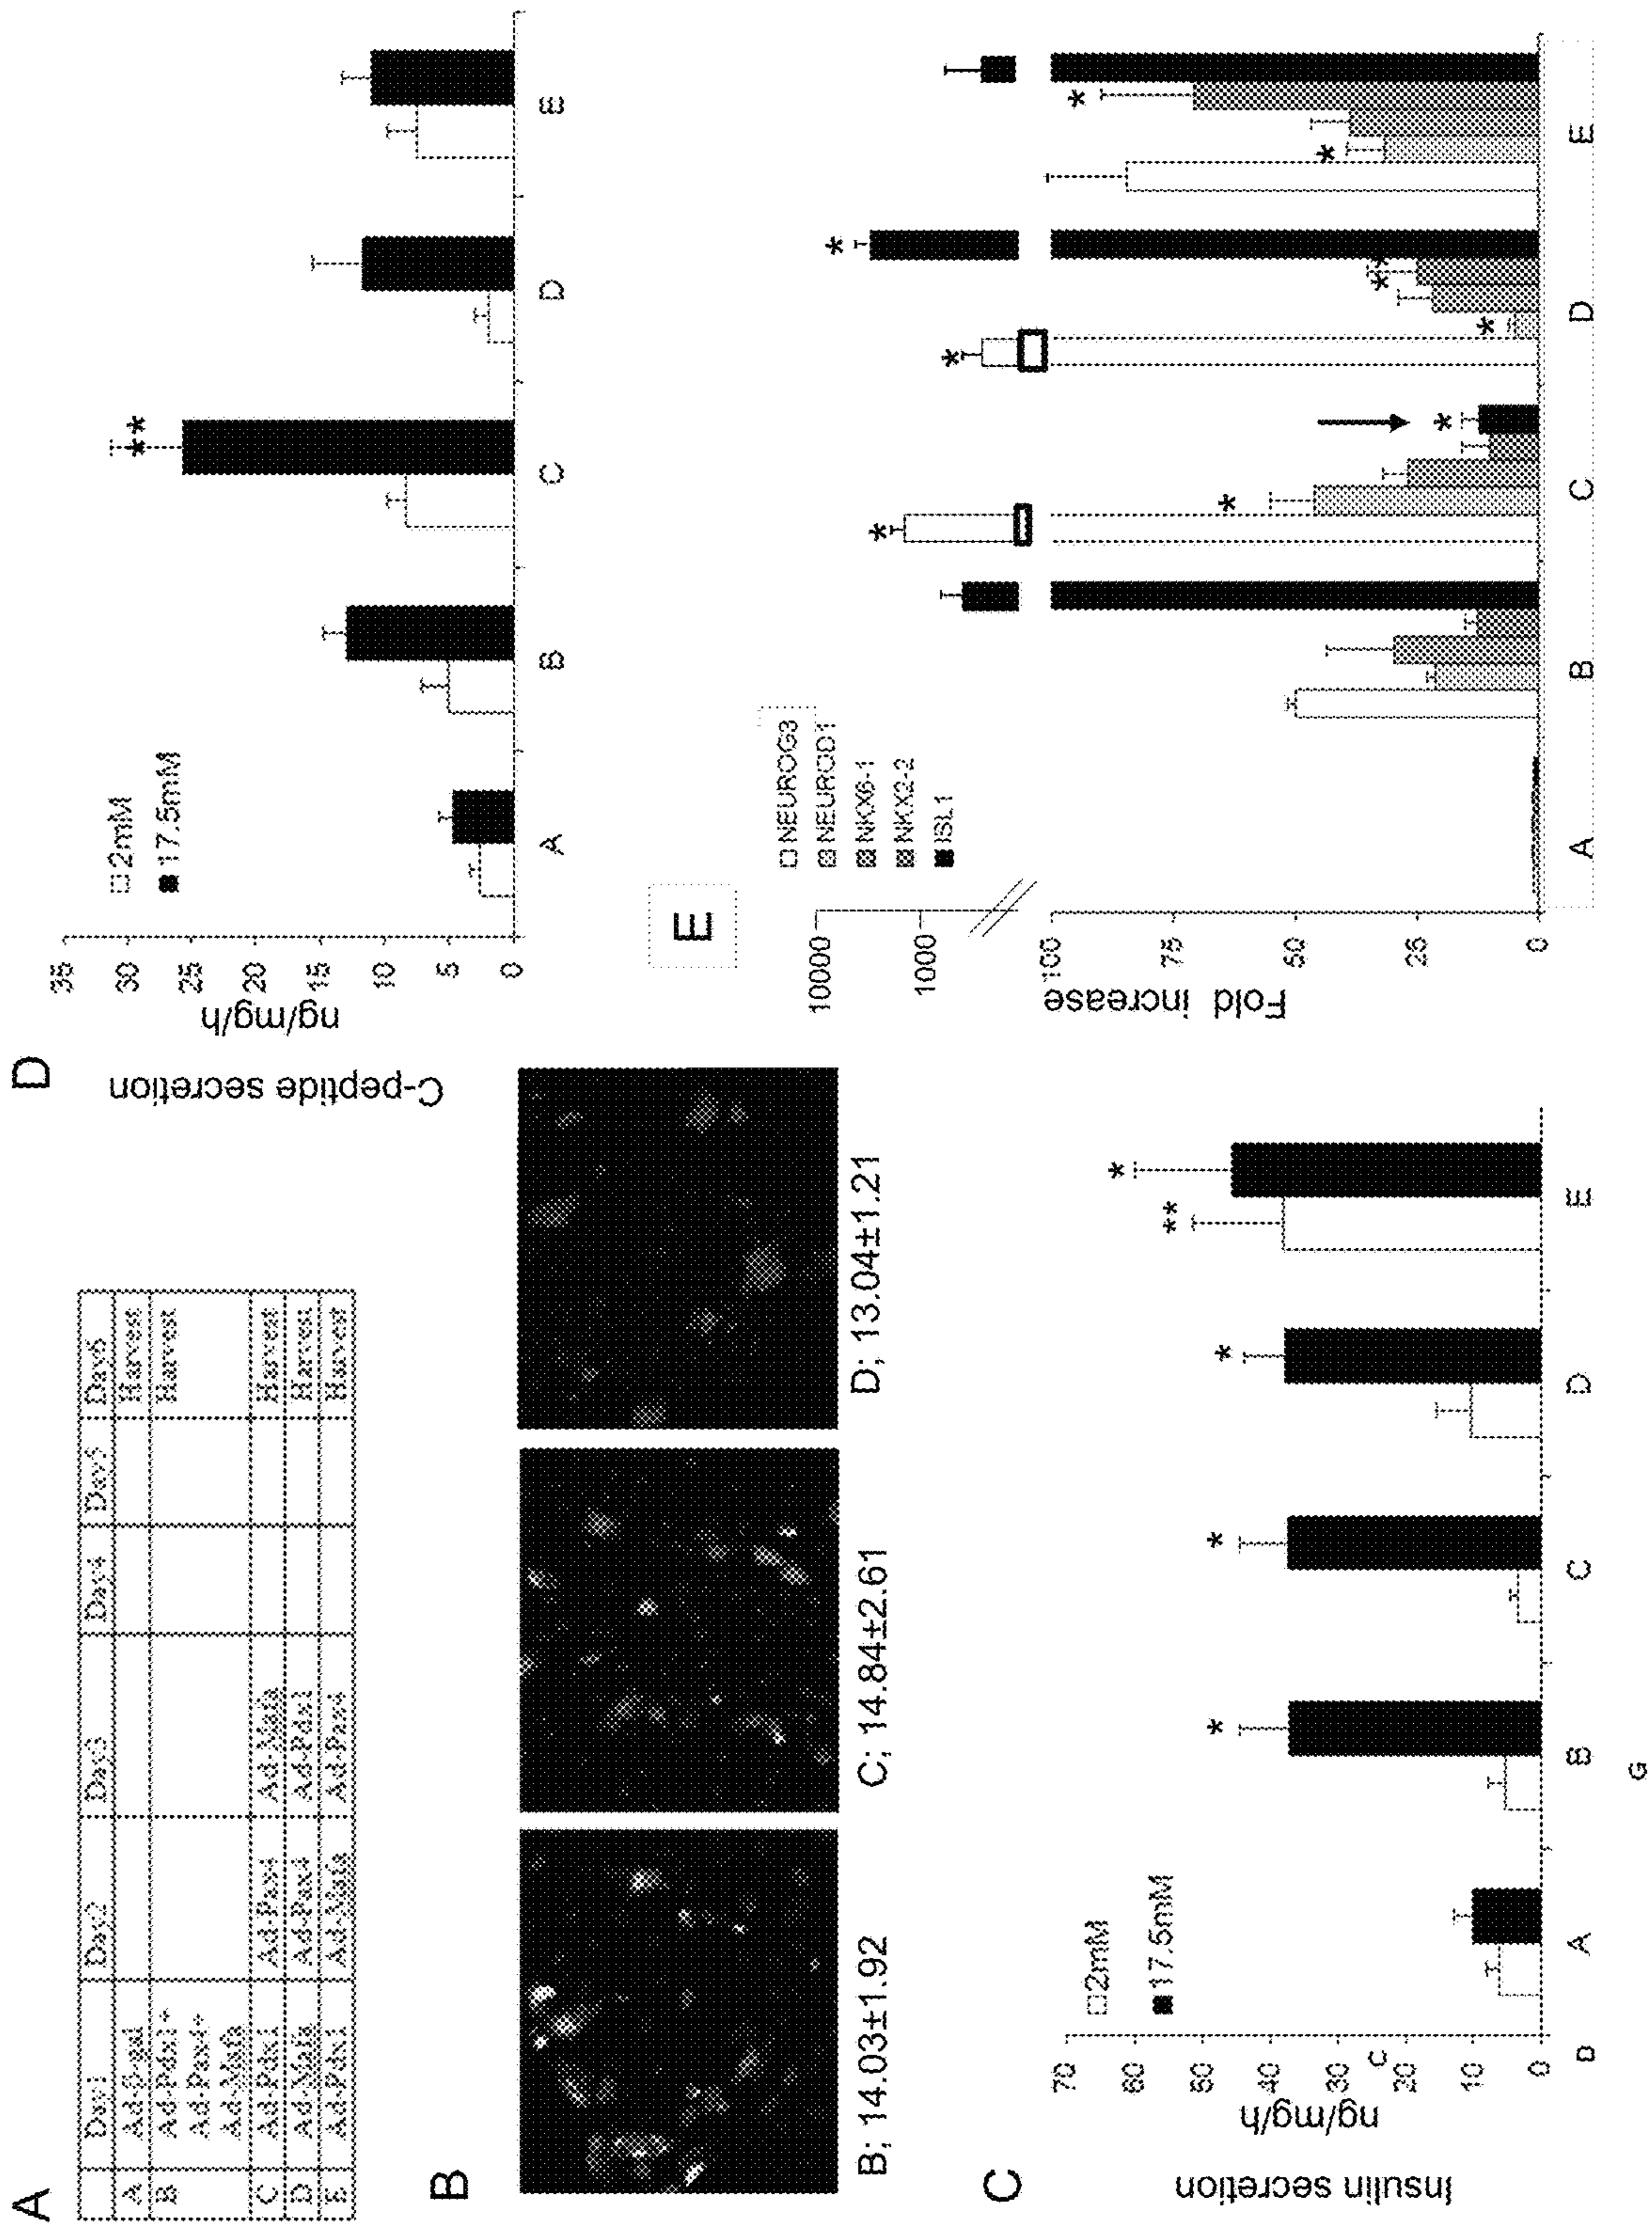 A
Day1 Day2 Day3 Day4 Day5 Day6
A Ad-β-gal Harvest
B Ad-Pdx1+ Harvest
Ad-Pax4+
Ad-Mafa
C Ad-Pdx1 Ad-Pax4 Ad-Mafa Harvest
D Ad-Mafa Ad-Pax4 Ad-Pdx1 Harvest
E Ad-Pdx1 Ad-Mafa Ad-Pax4 Harvest
B
B; 14.03±1.92 C; 14.84±2.61 D; 13.04±1.21
C
Insulin secretion
ng/mg/h
70
60
50
40
30
C
20
10
0
2mM
17.5mM
* * * ** *
A B C D E
D
G
D
C-peptide secretion
ng/mg/h
35
30
25
20
15
10
5
0
2mM
17.5mM
**
A B C D E
E
Fold increase
10000
1000
100
75
50
25
0
NEUROG3
NEUROD1
NKX6-1
NKX2-2
ISL1
* * * * * ** * * *
A B C D E